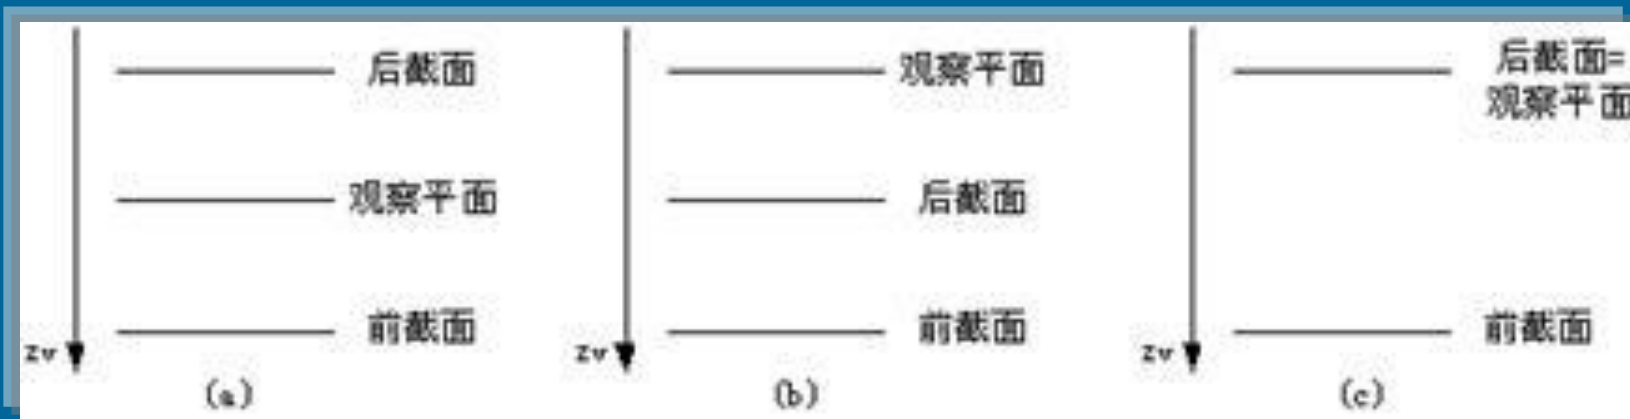 后截面
观察平面
前截面
zv
(a)
观察平面
后截面
前截面
zv
(b)
后截面=
观察平面
前截面
zv
(c)